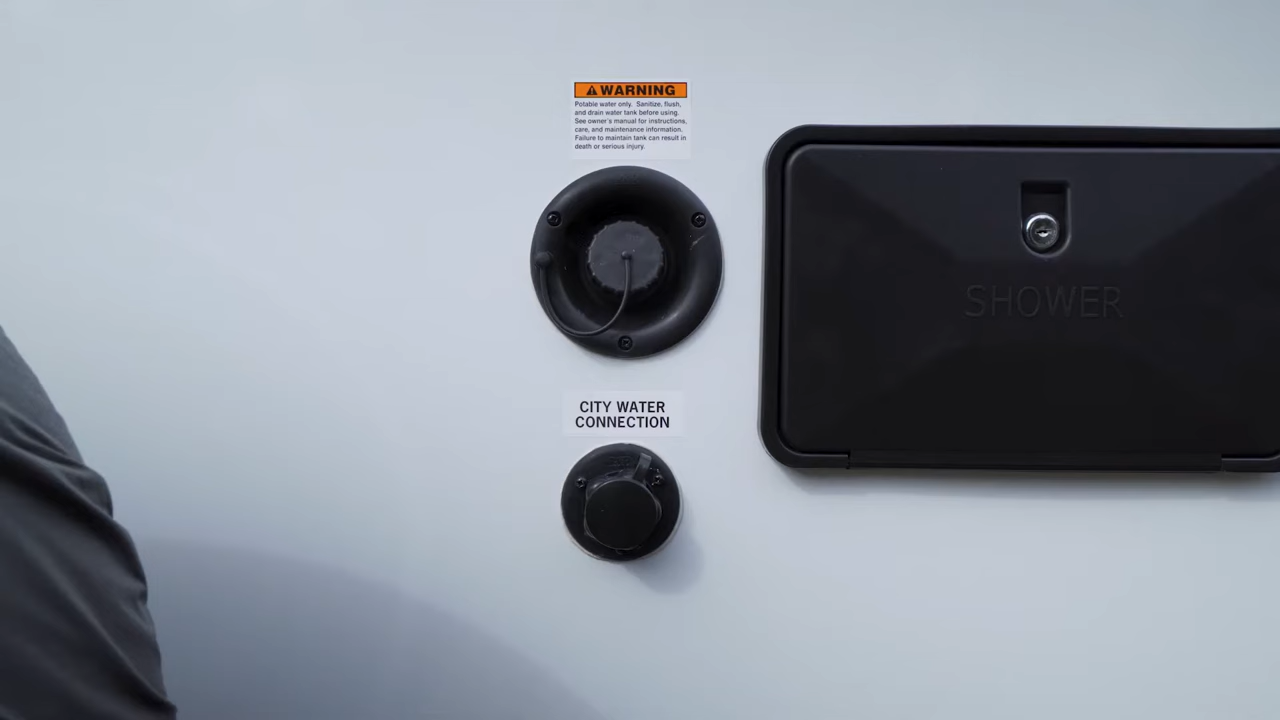 WARNING
Potable water only. Sanitize, flush,
and drain water tank before using.
See owner's manual for instructions,
care, and maintenance information.
Failure to maintain tank can result in
death or serious injury.
SHOWER
CITY WATER
CONNECTION